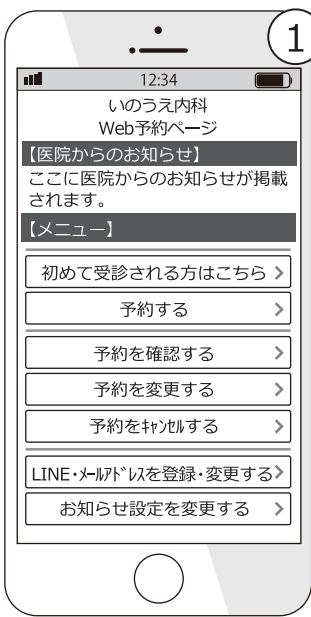 1
12:34
いのうえ内科
Web予約ページ
【医院からのお知らせ】
ここに医院からのお知らせが掲載
されます。
【メニュー】
初めて受診される方はこちら >
予約する >
予約を確認する >
予約を変更する >
予約をｷｬﾝｾﾙする >
LINE・ﾒｰﾙｱﾄﾞﾚｽを登録・変更する >
お知らせ設定を変更する >